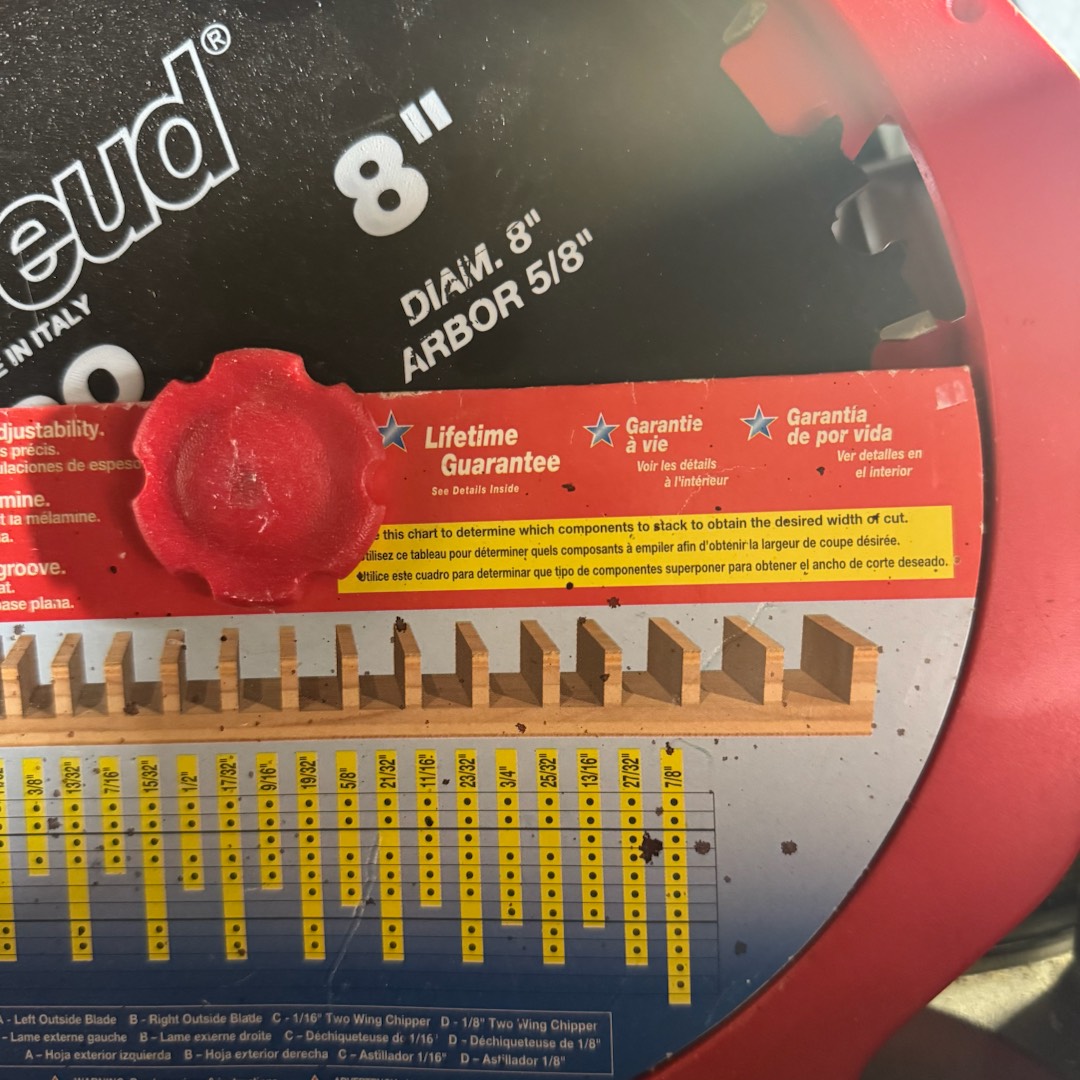 eud®
8"
DIAM. 8"
ARBOR 5/8"
E IN ITALY
djustability.
s précis.
ulaciones de espeso
mine.
t la mélamine.
a.
groove.
at.
base plana.
Lifetime
Guarantee
See Details Inside
Garantie
à vie
Voir les détails
à l'intérieur
Garantía
de por vida
Ver detalles en
el interior
this chart to determine which components to stack to obtain the desired width of cut.
tilisez ce tableau pour déterminer quels composants à empiler afin d'obtenir la largeur de coupe désirée.
Utilice este cuadro para determinar que tipo de componentes superponer para obtener el ancho de corte deseado.
3/8" 13/32" 7/16" 15/32" 1/2" 17/32" 9/16" 19/32" 5/8" 21/32" 11/16" 23/32" 3/4" 25/32" 13/16" 27/32" 7/8"
A - Left Outside Blade B - Right Outside Blade C - 1/16" Two Wing Chipper D - 1/8" Two Wing Chipper
- Lame externe gauche B - Lame externe droite C - Déchiqueteuse de 1/16" D - Déchiqueteuse de 1/8"
A - Hoja exterior izquierda B - Hoja exterior derecha C - Astillador 1/16" D - Astillador 1/8"